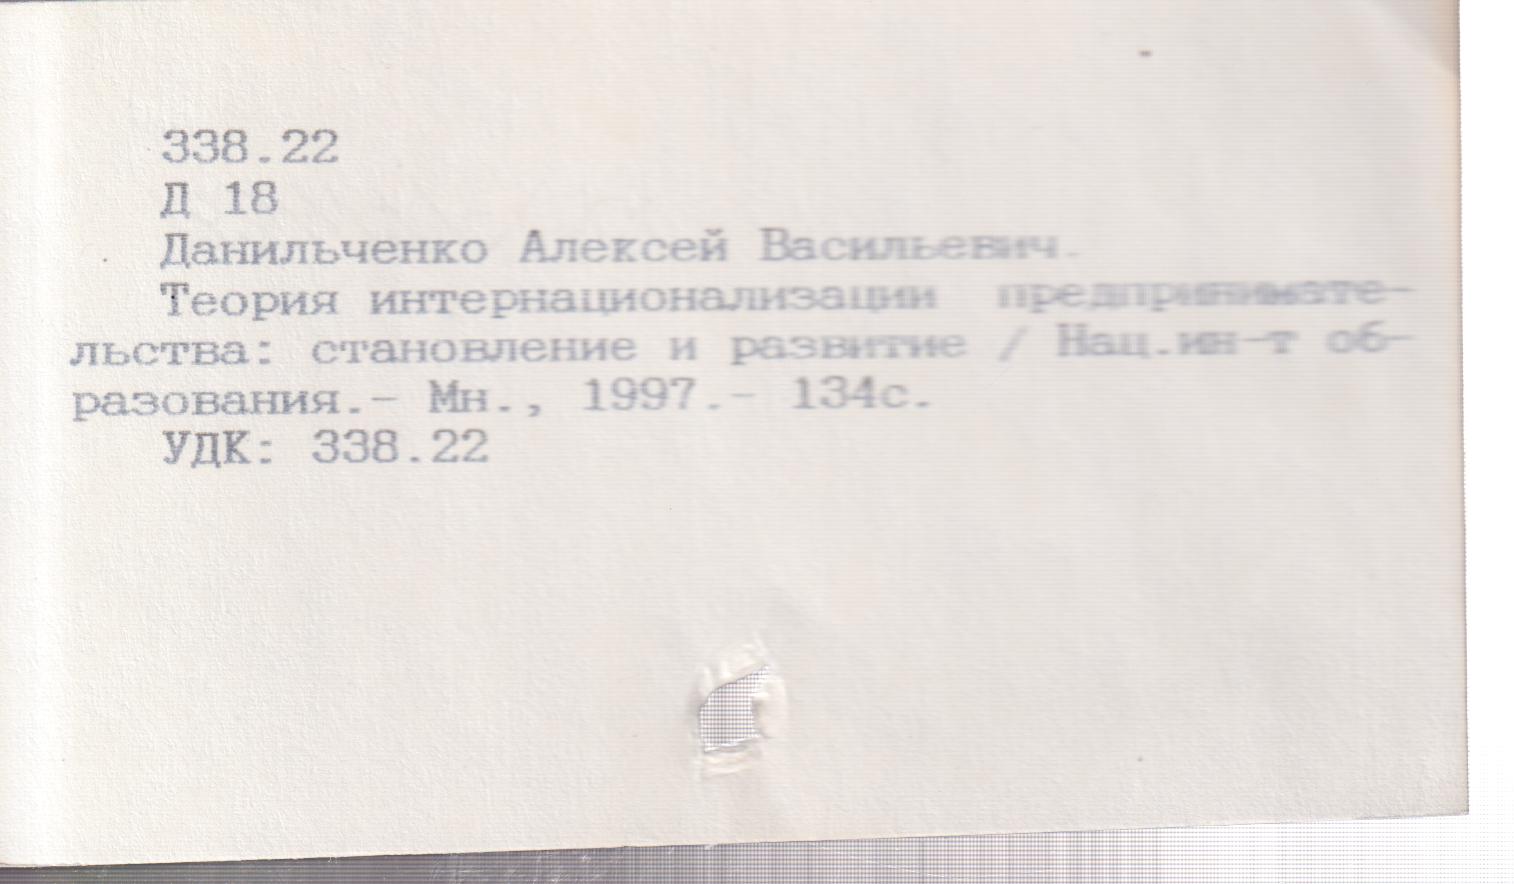 338.22
Д 18
Данильченко Алексей Васильевич.
Теория интернационализации предпринимате-
льства: становление и развитие / Нац.ин-т об-
разования.- Мн., 1997.- 134с.
УДК: 338.22